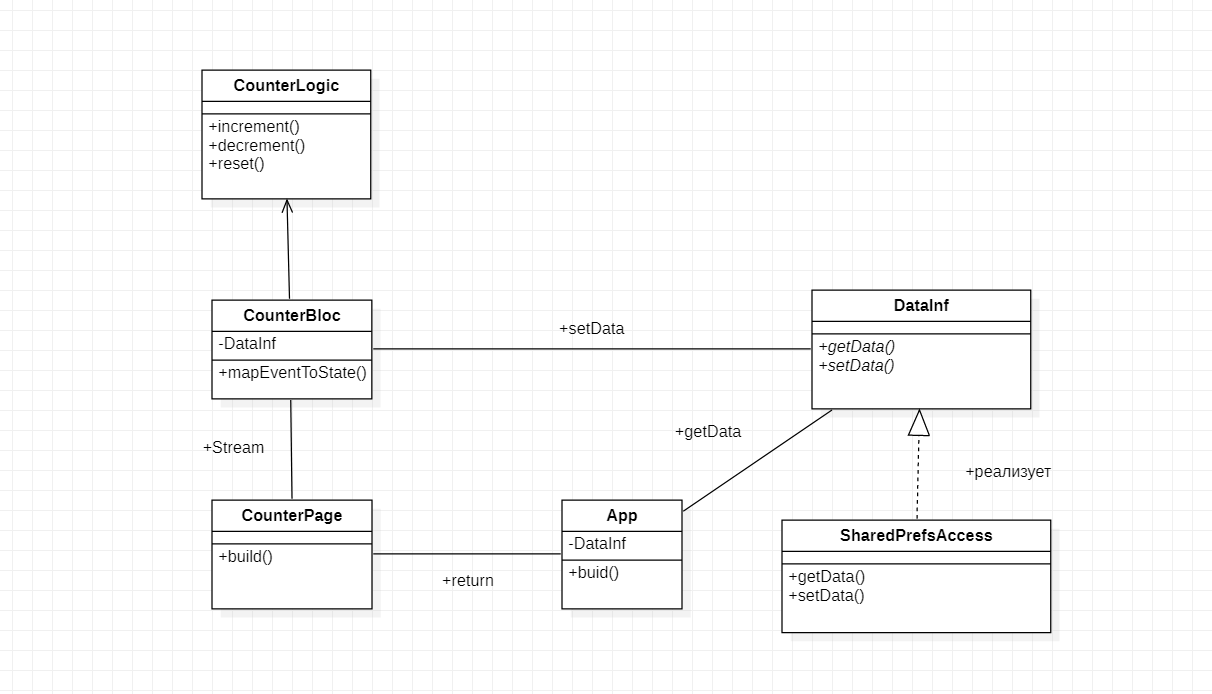 CounterLogic
+increment()
+decrement()
+reset()
CounterBloc
-DataInf
+mapEventToState()
+setData
DataInf
+getData()
+setData()
+Stream
+getData
+реализует
CounterPage
+build()
+return
App
-DataInf
+buid()
SharedPrefsAccess
+getData()
+setData()